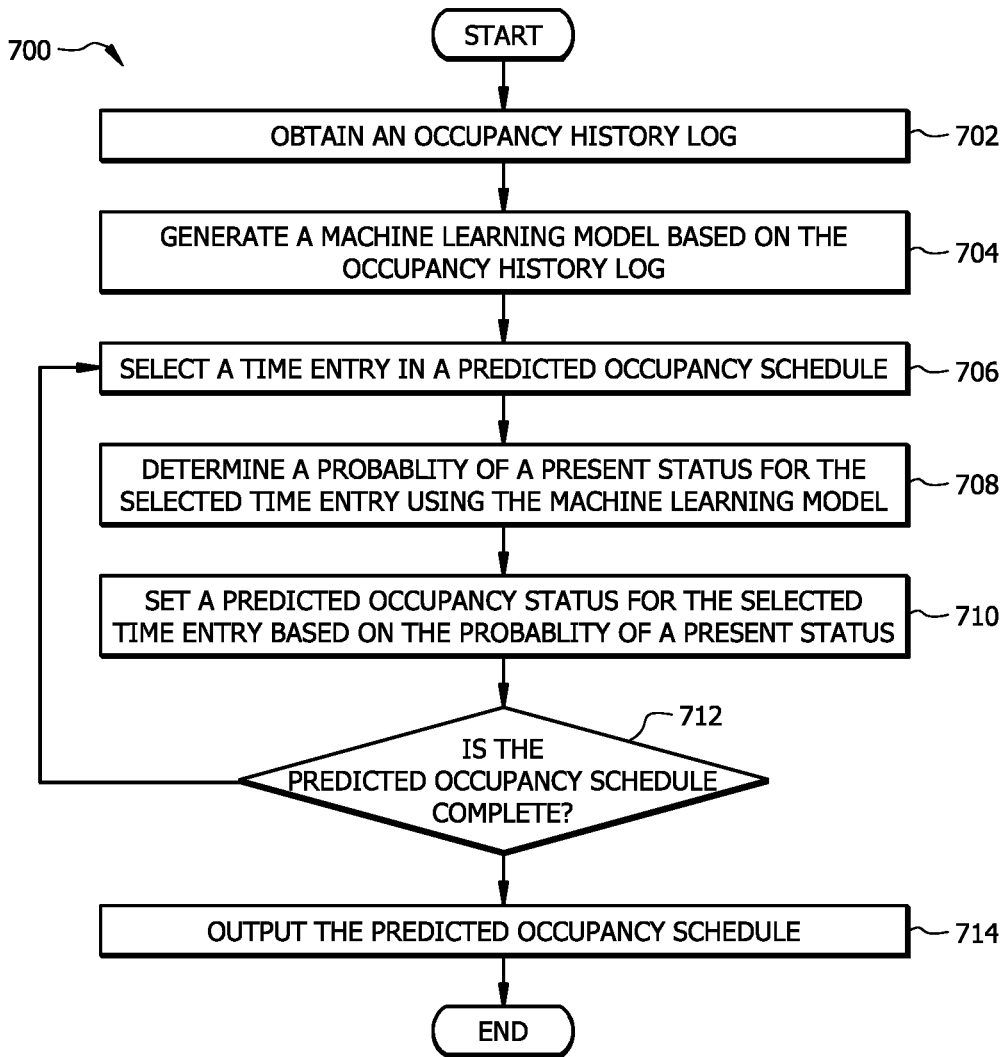 START
700
OBTAIN AN OCCUPANCY HISTORY LOG
702
GENERATE A MACHINE LEARNING MODEL BASED ON THE
OCCUPANCY HISTORY LOG
704
SELECT A TIME ENTRY IN A PREDICTED OCCUPANCY SCHEDULE
706
DETERMINE A PROBABLITY OF A PRESENT STATUS FOR THE
SELECTED TIME ENTRY USING THE MACHINE LEARNING MODEL
708
SET A PREDICTED OCCUPANCY STATUS FOR THE SELECTED
TIME ENTRY BASED ON THE PROBABLITY OF A PRESENT STATUS
710
712
IS THE
PREDICTED OCCUPANCY SCHEDULE
COMPLETE?
OUTPUT THE PREDICTED OCCUPANCY SCHEDULE
714
END